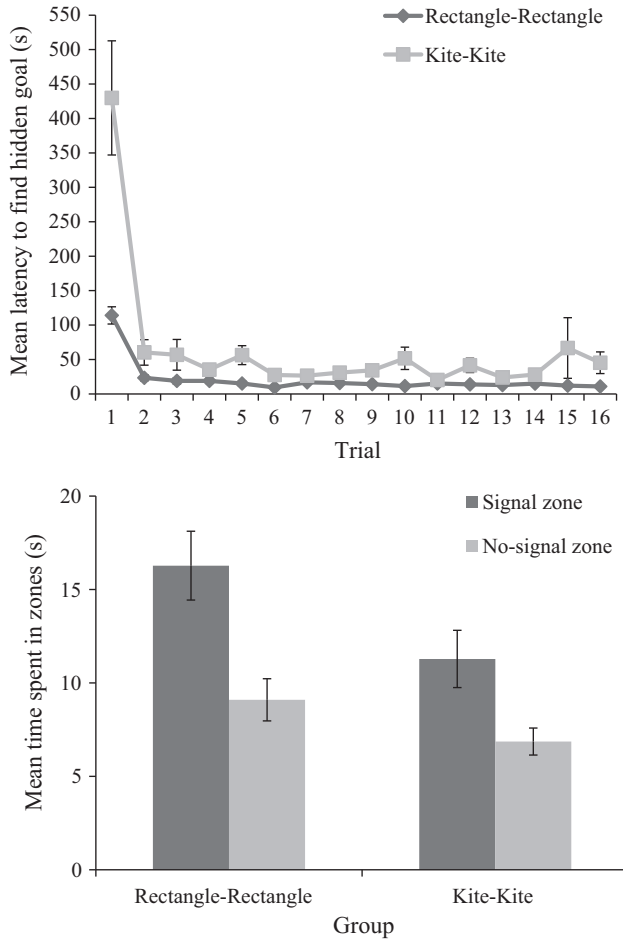 Mean latency to find hidden goal (s)
550
500
450
400
350
300
250
200
150
100
50
0
Rectangle-Rectangle
Kite-Kite
1 2 3 4 5 6 7 8 9 10 11 12 13 14 15 16
Trial
Mean time spent in zones (s)
20
15
10
5
0
Signal zone
No-signal zone
Rectangle-Rectangle Kite-Kite
Group